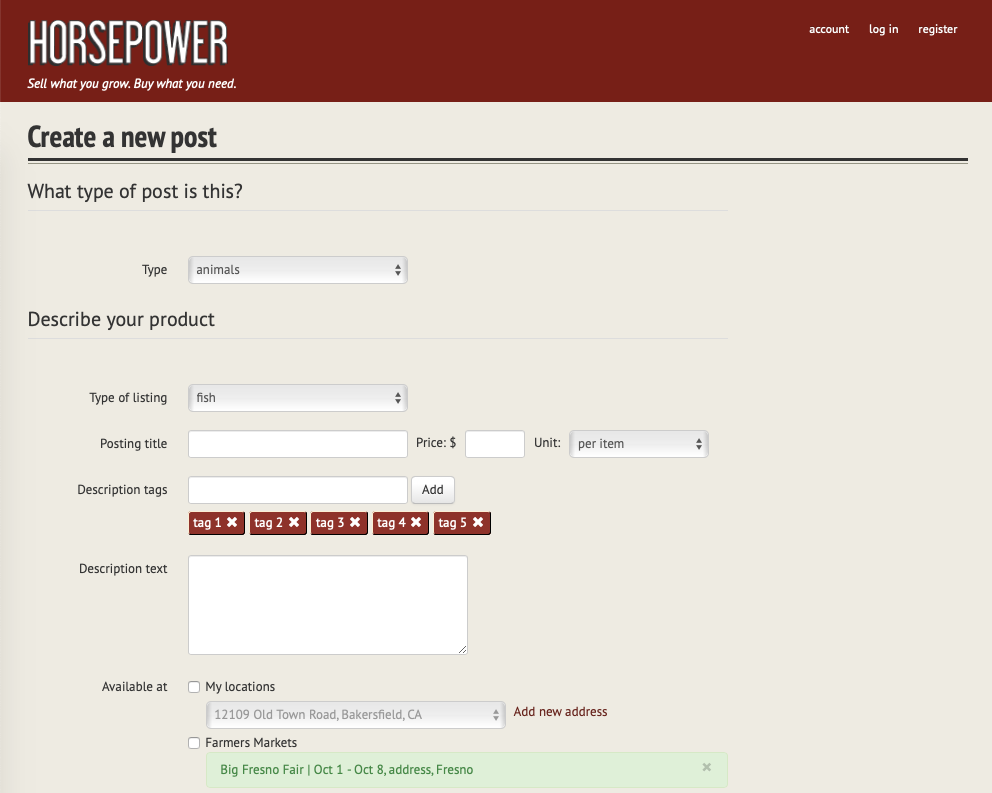 HORSEPOWER
account log in register
Sell what you grow. Buy what you need.
Create a new post
What type of post is this?
Type animals
Describe your product
Type of listing fish
Posting title Price: $ Unit: per item
Description tags Add
tag 1 ✖ tag 2 ✖ tag 3 ✖ tag 4 ✖ tag 5 ✖
Description text
Available at My locations
12109 Old Town Road, Bakersfield, CA Add new address
Farmers Markets
Big Fresno Fair | Oct 1 - Oct 8, address, Fresno ✖